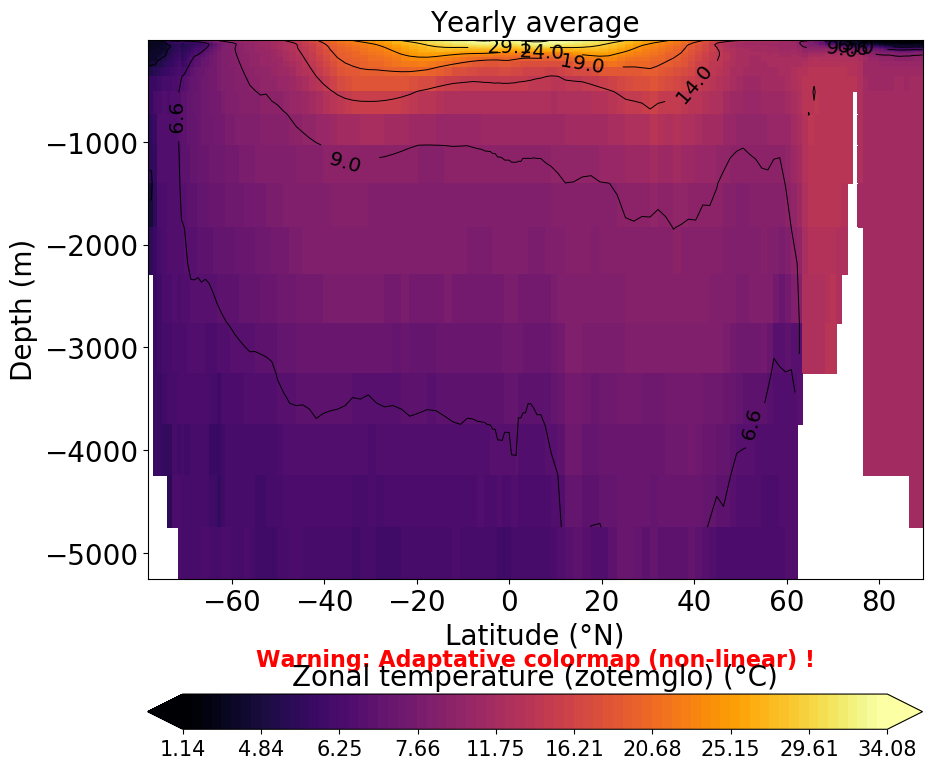 Yearly average
29.5 24.0 19.0
14.0
6.6
9.0
6.6
Depth (m)
−1000
−2000
−3000
−4000
−5000
−60 −40 −20 0 20 40 60 80
Latitude (°N)
Warning: Adaptative colormap (non-linear) !
Zonal temperature (zotemglo) (°C)
1.14 4.84 6.25 7.66 11.75 16.21 20.68 25.15 29.61 34.08